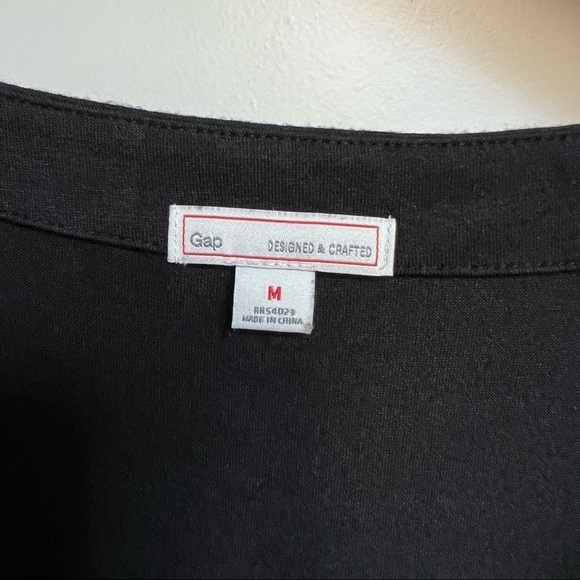 Gap DESIGNED & CRAFTED
M
RN54023
MADE IN CHINA